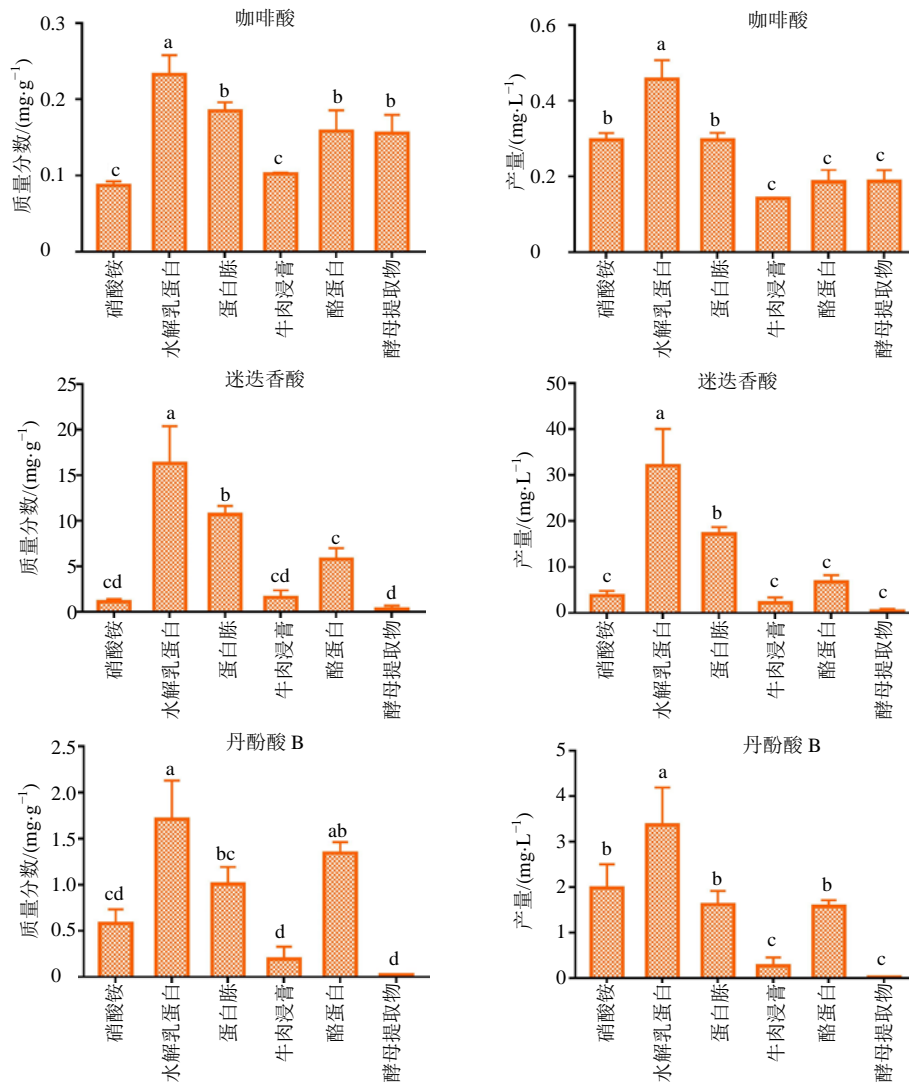 咖啡酸
质量分数/(mg·g⁻¹)
0.3
0.2
0.1
0
c
a
b
c
b
b
硝酸铵
水解乳蛋白
蛋白胨
牛肉浸膏
酪蛋白
酵母提取物
咖啡酸
产量/(mg·L⁻¹)
0.6
0.4
0.2
0
b
a
b
c
c
c
硝酸铵
水解乳蛋白
蛋白胨
牛肉浸膏
酪蛋白
酵母提取物
迷迭香酸
质量分数/(mg·g⁻¹)
25
20
15
10
5
0
cd
a
b
cd
c
d
硝酸铵
水解乳蛋白
蛋白胨
牛肉浸膏
酪蛋白
酵母提取物
迷迭香酸
产量/(mg·L⁻¹)
50
40
30
20
10
0
c
a
b
c
c
c
硝酸铵
水解乳蛋白
蛋白胨
牛肉浸膏
酪蛋白
酵母提取物
丹酚酸 B
质量分数/(mg·g⁻¹)
2.5
2.0
1.5
1.0
0.5
0
cd
a
bc
d
ab
d
硝酸铵
水解乳蛋白
蛋白胨
牛肉浸膏
酪蛋白
酵母提取物
丹酚酸 B
产量/(mg·L⁻¹)
5
4
3
2
1
0
b
a
b
c
b
c
硝酸铵
水解乳蛋白
蛋白胨
牛肉浸膏
酪蛋白
酵母提取物